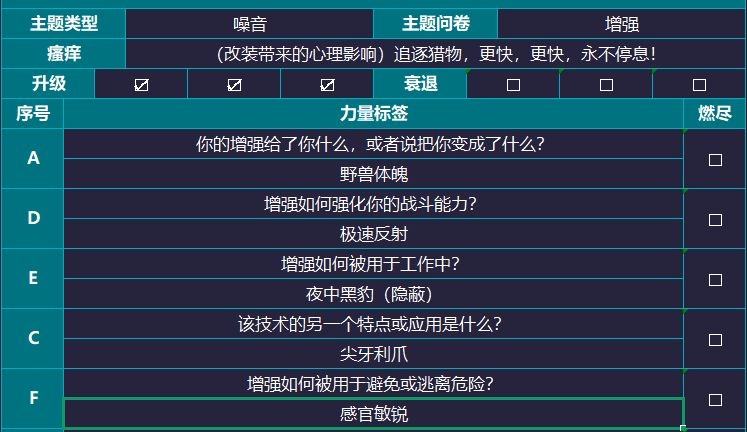 主题类型 噪音 主题问卷 增强
瘙痒 （改装带来的心理影响）追逐猎物，更快，更快，永不停息！
升级 衰退
序号 力量标签 燃尽
A 你的增强给了你什么，或者说把你变成了什么？
野兽体魄
D 增强如何强化你的战斗能力？
极速反射
E 增强如何被用于工作中？
夜中黑豹（隐蔽）
C 该技术的另一个特点或应用是什么？
尖牙利爪
F 增强如何被用于避免或逃离危险？
感官敏锐